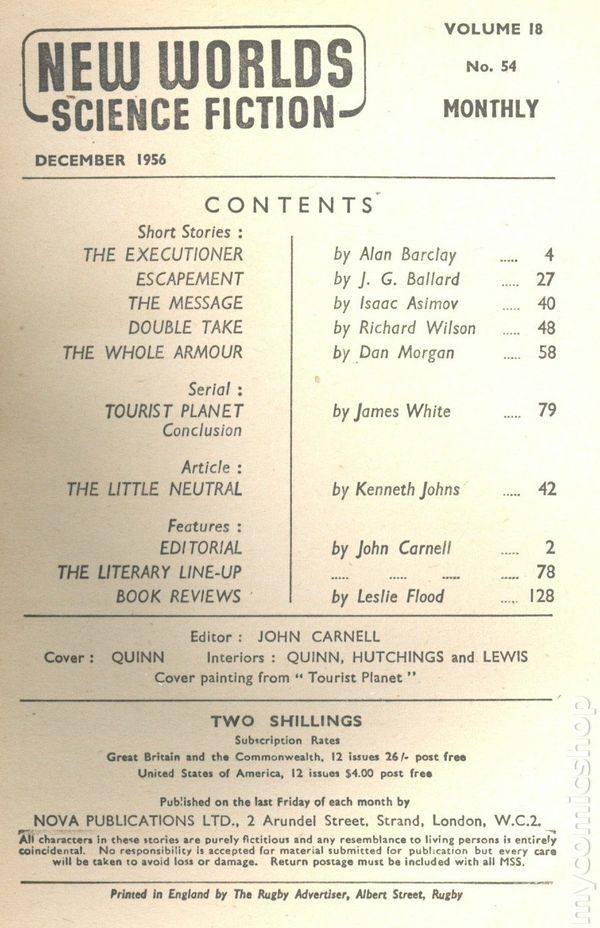 NEW WORLDS
SCIENCE FICTION
VOLUME 18
No. 54
MONTHLY
DECEMBER 1956
CONTENTS
Short Stories :
THE EXECUTIONER by Alan Barclay ..... 4
ESCAPEMENT by J. G. Ballard ..... 27
THE MESSAGE by Isaac Asimov ..... 40
DOUBLE TAKE by Richard Wilson ..... 48
THE WHOLE ARMOUR by Dan Morgan ..... 58
Serial :
TOURIST PLANET by James White ..... 79
Conclusion
Article :
THE LITTLE NEUTRAL by Kenneth Johns ..... 42
Features :
EDITORIAL by John Carnell ..... 2
THE LITERARY LINE-UP ..... ..... ..... ..... 78
BOOK REVIEWS by Leslie Flood ..... 128
Editor : JOHN CARNELL
Cover : QUINN Interiors : QUINN, HUTCHINGS and LEWIS
Cover painting from “ Tourist Planet ”
TWO SHILLINGS
Subscription Rates
Great Britain and the Commonwealth, 12 issues 26/- post free
United States of America, 12 issues $4.00 post free
Published on the last Friday of each month by
NOVA PUBLICATIONS LTD., 2 Arundel Street, Strand, London, W.C.2.
All characters in these stories are purely fictitious and any resemblance to living persons is entirely
coincidental. No responsibility is accepted for material submitted for publication but every care
will be taken to avoid loss or damage. Return postage must be included with all MSS.
Printed in England by The Rugby Advertiser, Albert Street, Rugby
mycomicshop